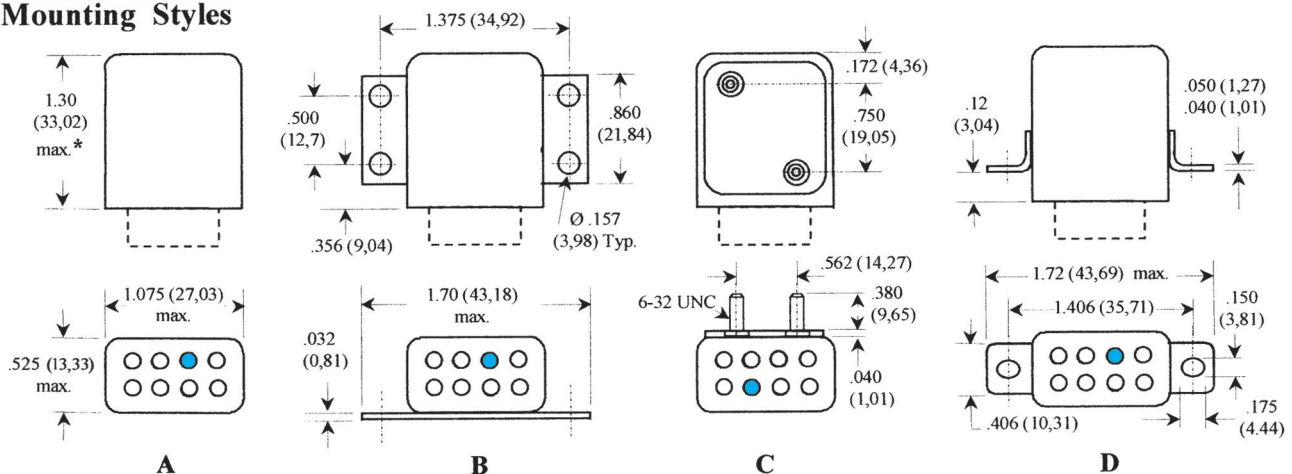 Mounting Styles
1.30
(33,02)
max.*
1.075 (27,03)
max.
.525 (13,33)
max.
A
1.375 (34,92)
.500
(12,7)
.860
(21,84)
.356 (9,04)
Ø .157
(3,98) Typ.
1.70 (43,18)
max.
.032
(0,81)
B
.172 (4,36)
.750
(19,05)
.562 (14,27)
6-32 UNC
.380
(9,65)
.040
(1,01)
C
.12
(3,04)
.050 (1,27)
.040 (1,01)
1.72 (43,69) max.
1.406 (35,71)
.150
(3,81)
.406 (10,31)
.175
(4.44)
D